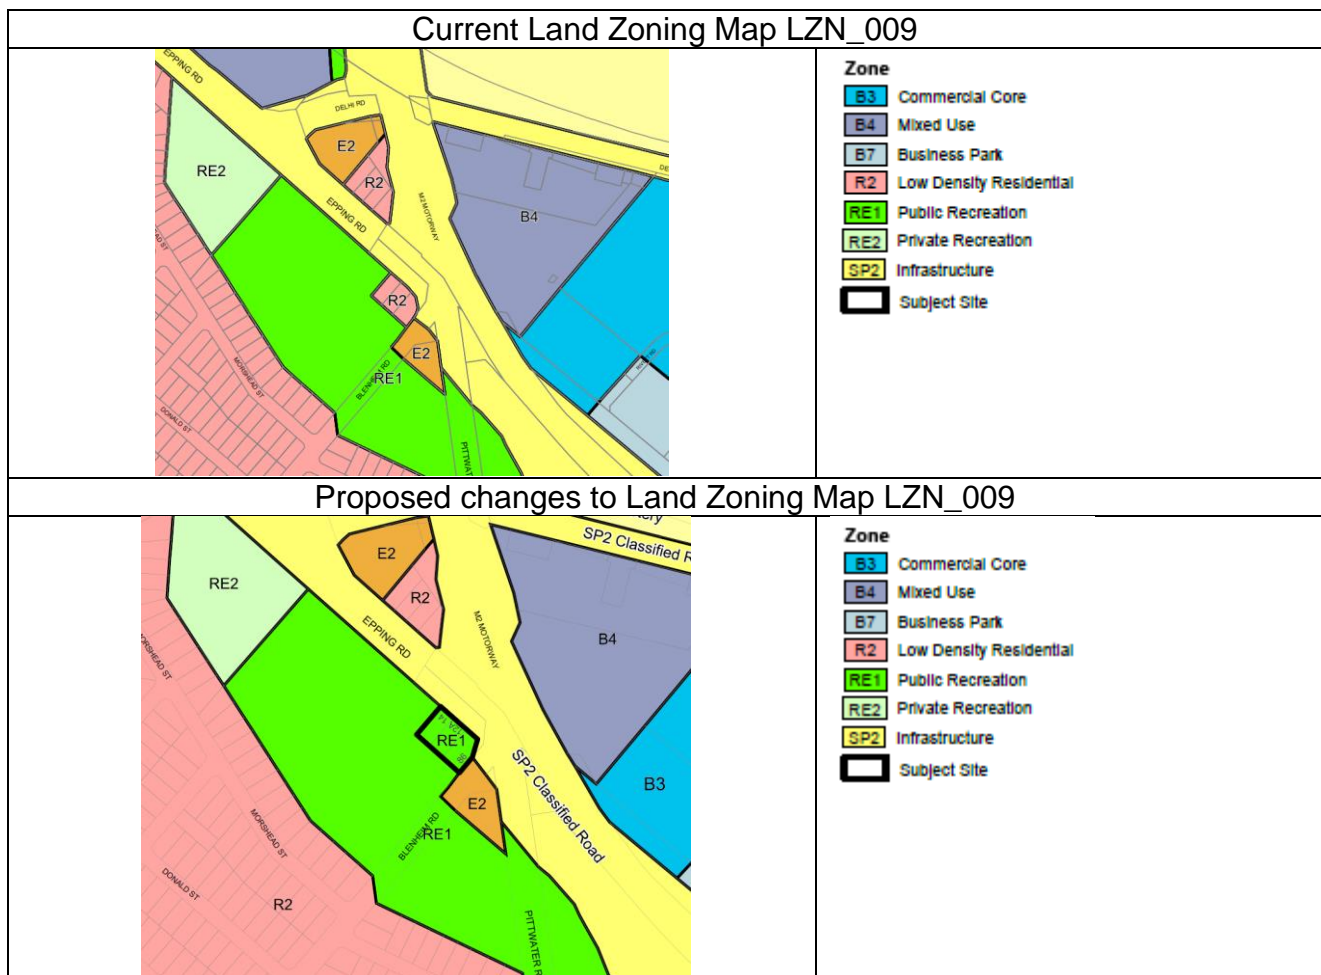 Current Land Zoning Map LZN_009
EPPING RD
DELHI RD
E2
R2
RE2
M2 MOTORWAY
B4
EPPING RD
R2
E2
BLENHEIM RD
RE1
MORSHEAD ST
DONALD ST
Zone
B3 Commercial Core
B4 Mixed Use
B7 Business Park
R2 Low Density Residential
RE1 Public Recreation
RE2 Private Recreation
SP2 Infrastructure
Subject Site
Proposed changes to Land Zoning Map LZN_009
SP2 Classified R
E2
RE2
R2
EPPING RD
M2 MOTORWAY
B4
MORSHEAD ST
12A 14
RE1
98
SP2 Classified Road
B3
E2
BLENHEIM RD
RE1
MORSHEAD ST
DONALD ST
R2
PITTWATER R
Zone
B3 Commercial Core
B4 Mixed Use
B7 Business Park
R2 Low Density Residential
RE1 Public Recreation
RE2 Private Recreation
SP2 Infrastructure
Subject Site